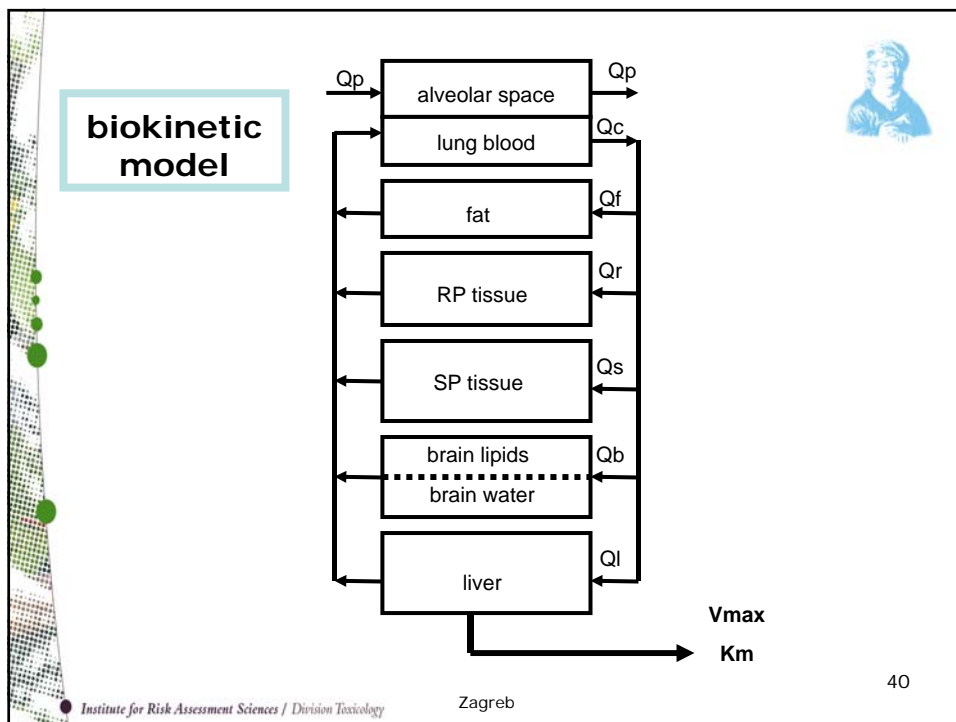 biokinetic
model
Qp
alveolar space
Qp
lung blood
Qc
fat
Qf
RP tissue
Qr
SP tissue
Qs
brain lipids
brain water
Qb
liver
Ql
Vmax
Km
40
Zagreb
Institute for Risk Assessment Sciences / Division Toxicology